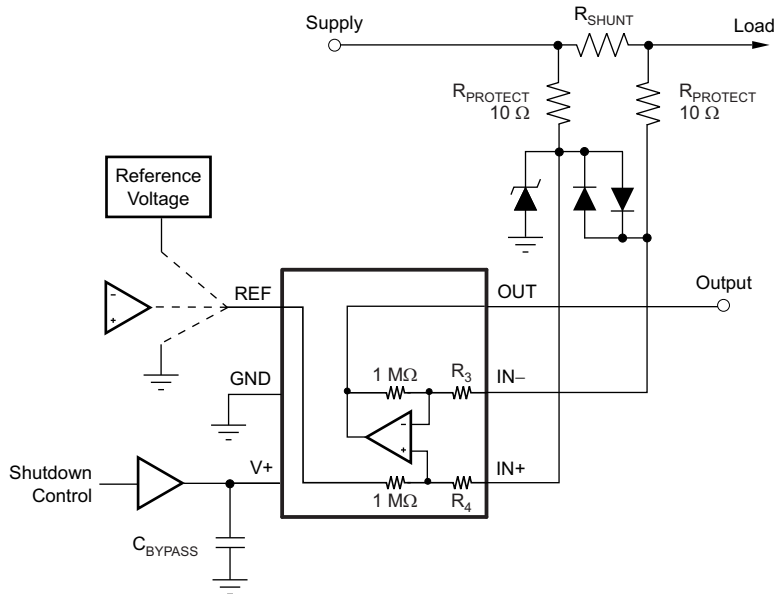 Supply
R_SHUNT
Load
R_PROTECT
10 Ω
R_PROTECT
10 Ω
Reference
Voltage
REF
OUT
Output
GND
1 MΩ
R_3
IN−
−
+
−
+
Shutdown
Control
V+
1 MΩ
R_4
IN+
C_BYPASS